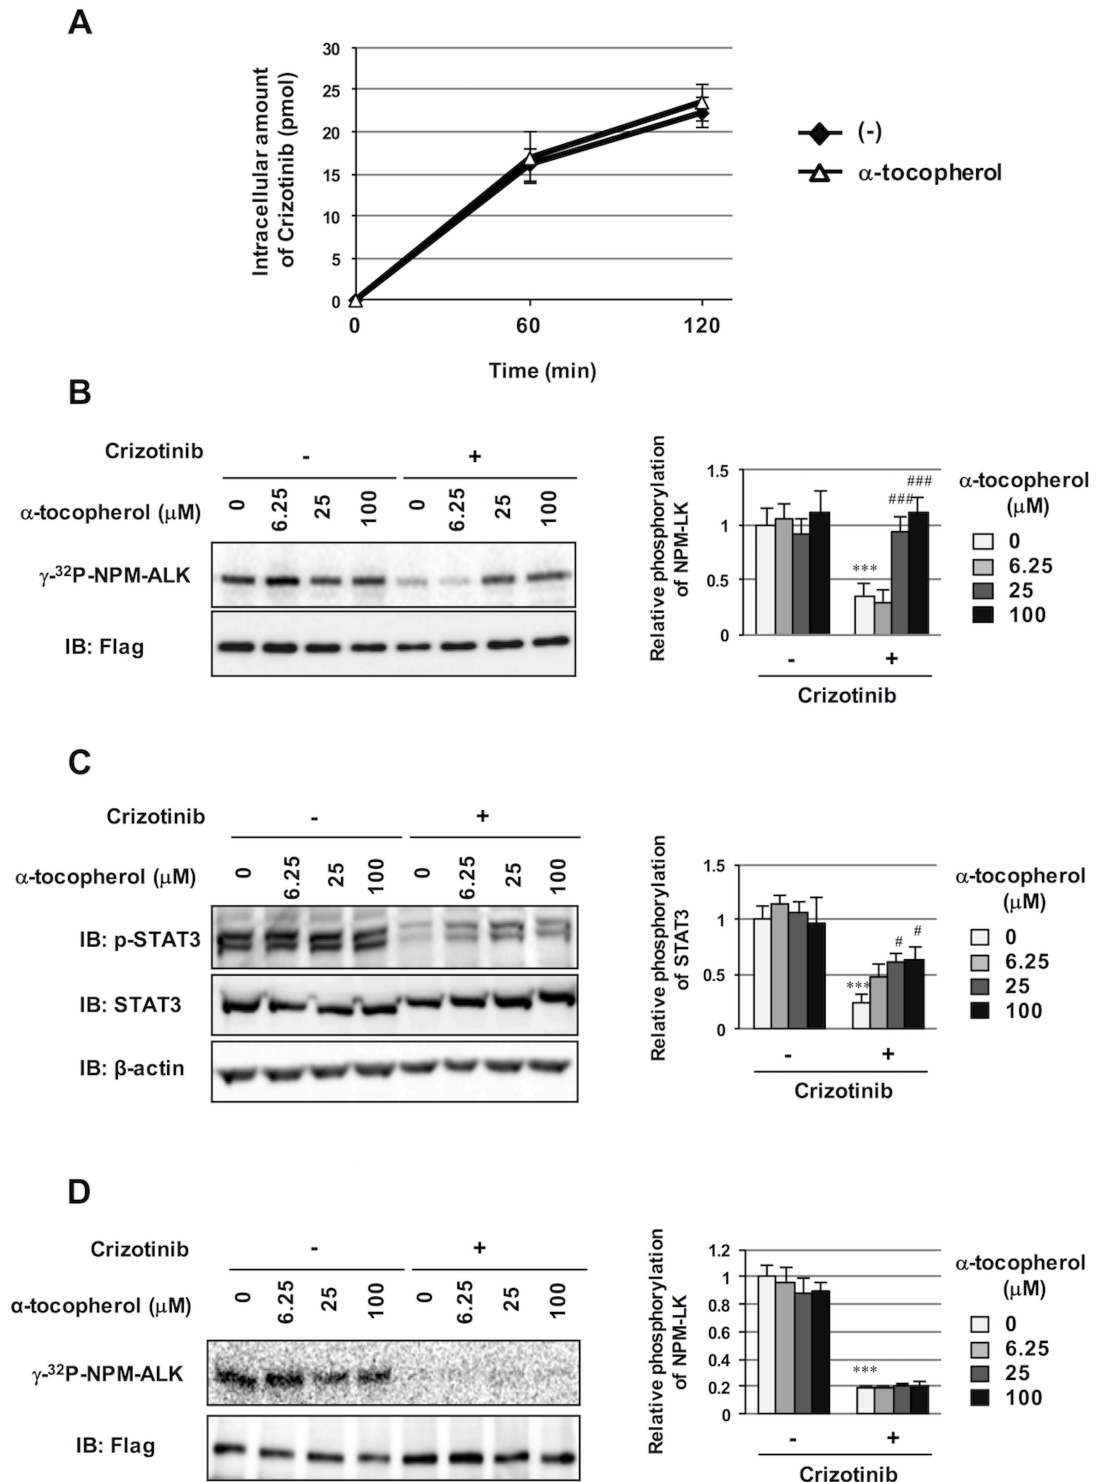 A
30
25
20
15
10
5
0
Intracellular amount
of Crizotinib (pmol)
0 60 120
Time (min)
(-)
α-tocopherol
B
Crizotinib - +
α-tocopherol (μM) 0 6.25 25 100 0 6.25 25 100
γ-³²P-NPM-ALK
IB: Flag
Relative phosphorylation
of NPM-LK
1.5
1
0.5
0
***
###
###
- +
Crizotinib
α-tocopherol
(μM)
0
6.25
25
100
C
Crizotinib - +
α-tocopherol (μM) 0 6.25 25 100 0 6.25 25 100
IB: p-STAT3
IB: STAT3
IB: β-actin
Relative phosphorylation
of STAT3
1.5
1
0.5
0
***
#
#
- +
Crizotinib
α-tocopherol
(μM)
0
6.25
25
100
D
Crizotinib - +
α-tocopherol (μM) 0 6.25 25 100 0 6.25 25 100
γ-³²P-NPM-ALK
IB: Flag
Relative phosphorylation
of NPM-LK
1.2
1
0.8
0.6
0.4
0.2
0
***
- +
Crizotinib
α-tocopherol
(μM)
0
6.25
25
100